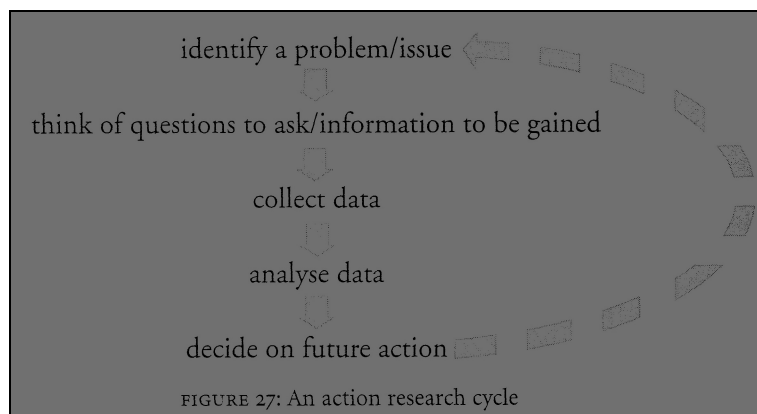 identify a problem/issue
think of questions to ask/information to be gained
collect data
analyse data
decide on future action
FIGURE 27: An action research cycle